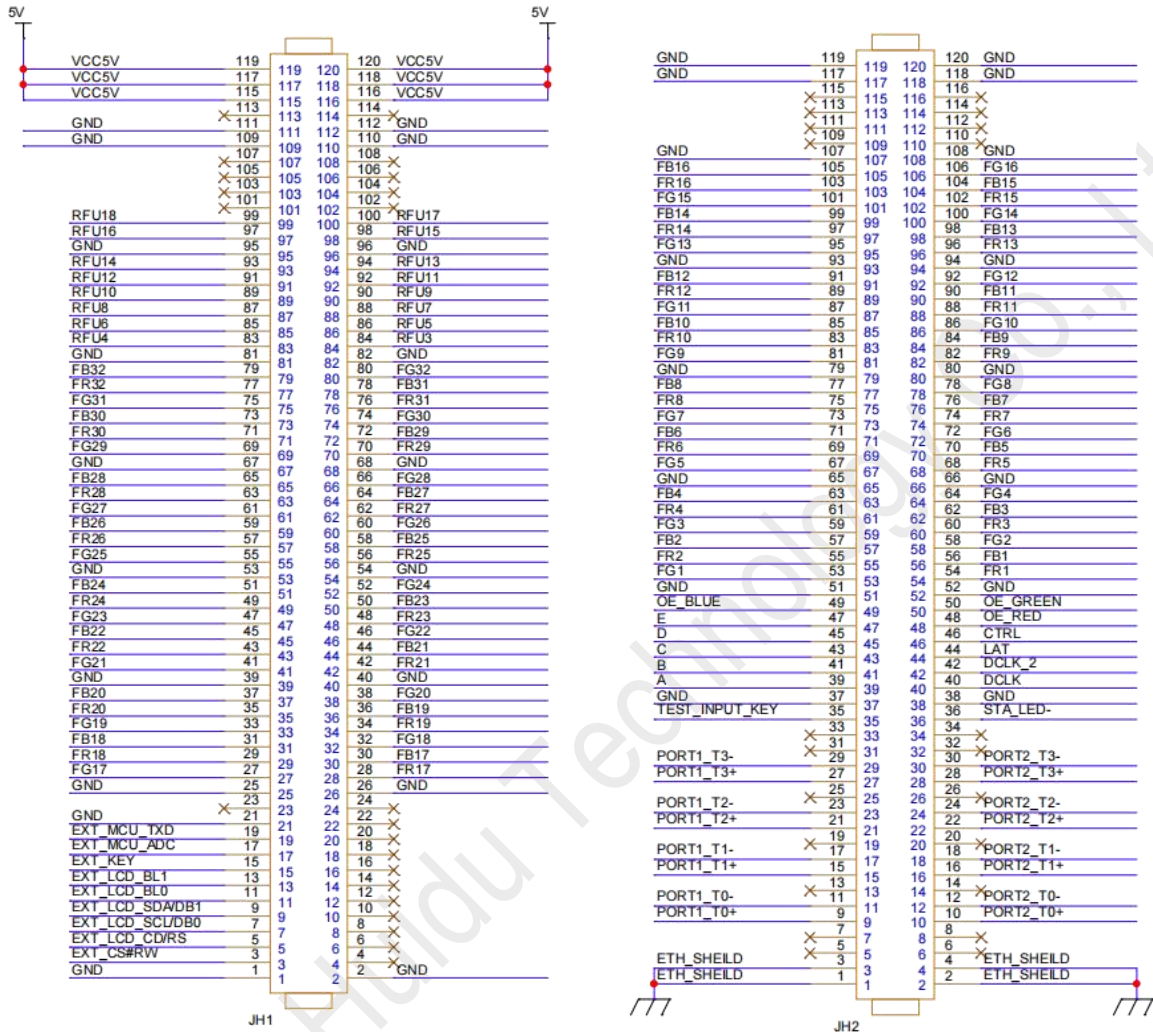 5V 5V
VCC5V 119 119 120 120 VCC5V
VCC5V 117 117 118 118 VCC5V
VCC5V 115 115 116 116 VCC5V
113 113 114 114
GND 111 111 112 112 GND
GND 109 109 110 110 GND
107 107 108 108
105 105 106 106
103 103 104 104
101 101 102 102
RFU18 99 99 100 100 RFU17
RFU16 97 97 98 98 RFU15
GND 95 95 96 96 GND
RFU14 93 93 94 94 RFU13
RFU12 91 91 92 92 RFU11
RFU10 89 89 90 90 RFU9
RFU8 87 87 88 88 RFU7
RFU6 85 85 86 86 RFU5
RFU4 83 83 84 84 RFU3
GND 81 81 82 82 GND
FB32 79 79 80 80 FG32
FR32 77 77 78 78 FB31
FG31 75 75 76 76 FR31
FB30 73 73 74 74 FG30
FR30 71 71 72 72 FB29
FG29 69 69 70 70 FR29
GND 67 67 68 68 GND
FB28 65 65 66 66 FG28
FR28 63 63 64 64 FB27
FG27 61 61 62 62 FR27
FB26 59 59 60 60 FG26
FR26 57 57 58 58 FB25
FG25 55 55 56 56 FR25
GND 53 53 54 54 GND
FB24 51 51 52 52 FG24
FR24 49 49 50 50 FB23
FG23 47 47 48 48 FR23
FB22 45 45 46 46 FG22
FR22 43 43 44 44 FB21
FG21 41 41 42 42 FR21
GND 39 39 40 40 GND
FB20 37 37 38 38 FG20
FR20 35 35 36 36 FB19
FG19 33 33 34 34 FR19
FB18 31 31 32 32 FG18
FR18 29 29 30 30 FB17
FG17 27 27 28 28 FR17
GND 25 25 26 26 GND
23 23 24 24
GND 21 21 22 22
EXT_MCU_TXD 19 19 20 20
EXT_MCU_ADC 17 17 18 18
EXT_KEY 15 15 16 16
EXT_LCD_BL1 13 13 14 14
EXT_LCD_BL0 11 11 12 12
EXT_LCD_SDA/DB1 9 9 10 10
EXT_LCD_SCL/DB0 7 7 8 8
EXT_LCD_CD/RS 5 5 6 6
EXT_CS#RW 3 3 4 4
GND 1 1 2 2 GND
JH1
GND 119 119 120 120 GND
GND 117 117 118 118 GND
115 115 116 116
113 113 114 114
111 111 112 112
109 109 110 110
GND 107 107 108 108 GND
FB16 105 105 106 106 FG16
FR16 103 103 104 104 FB15
FG15 101 101 102 102 FR15
FB14 99 99 100 100 FG14
FR14 97 97 98 98 FB13
FG13 95 95 96 96 FR13
GND 93 93 94 94 GND
FB12 91 91 92 92 FG12
FR12 89 89 90 90 FB11
FG11 87 87 88 88 FR11
FB10 85 85 86 86 FG10
FR10 83 83 84 84 FB9
FG9 81 81 82 82 FR9
GND 79 79 80 80 GND
FB8 77 77 78 78 FG8
FR8 75 75 76 76 FB7
FG7 73 73 74 74 FR7
FB6 71 71 72 72 FG6
FR6 69 69 70 70 FB5
FG5 67 67 68 68 FR5
GND 65 65 66 66 GND
FB4 63 63 64 64 FG4
FR4 61 61 62 62 FB3
FG3 59 59 60 60 FR3
FB2 57 57 58 58 FG2
FR2 55 55 56 56 FB1
FG1 53 53 54 54 FR1
GND 51 51 52 52 GND
OE_BLUE 49 49 50 50 OE_GREEN
E 47 47 48 48 OE_RED
D 45 45 46 46 CTRL
C 43 43 44 44 LAT
B 41 41 42 42 DCLK_2
A 39 39 40 40 DCLK
GND 37 37 38 38 GND
TEST_INPUT_KEY 35 35 36 36 STA_LED-
33 33 34 34
31 31 32 32
PORT1_T3- 29 29 30 30 PORT2_T3-
PORT1_T3+ 27 27 28 28 PORT2_T3+
25 25 26 26
PORT1_T2- 23 23 24 24 PORT2_T2-
PORT1_T2+ 21 21 22 22 PORT2_T2+
19 19 20 20
PORT1_T1- 17 17 18 18 PORT2_T1-
PORT1_T1+ 15 15 16 16 PORT2_T1+
13 13 14 14
PORT1_T0- 11 11 12 12 PORT2_T0-
PORT1_T0+ 9 9 10 10 PORT2_T0+
7 7 8 8
5 5 6 6
ETH_SHEILD 3 3 4 4 ETH_SHEILD
ETH_SHEILD 1 1 2 2 ETH_SHEILD
JH2
Huidu Technology Co.,